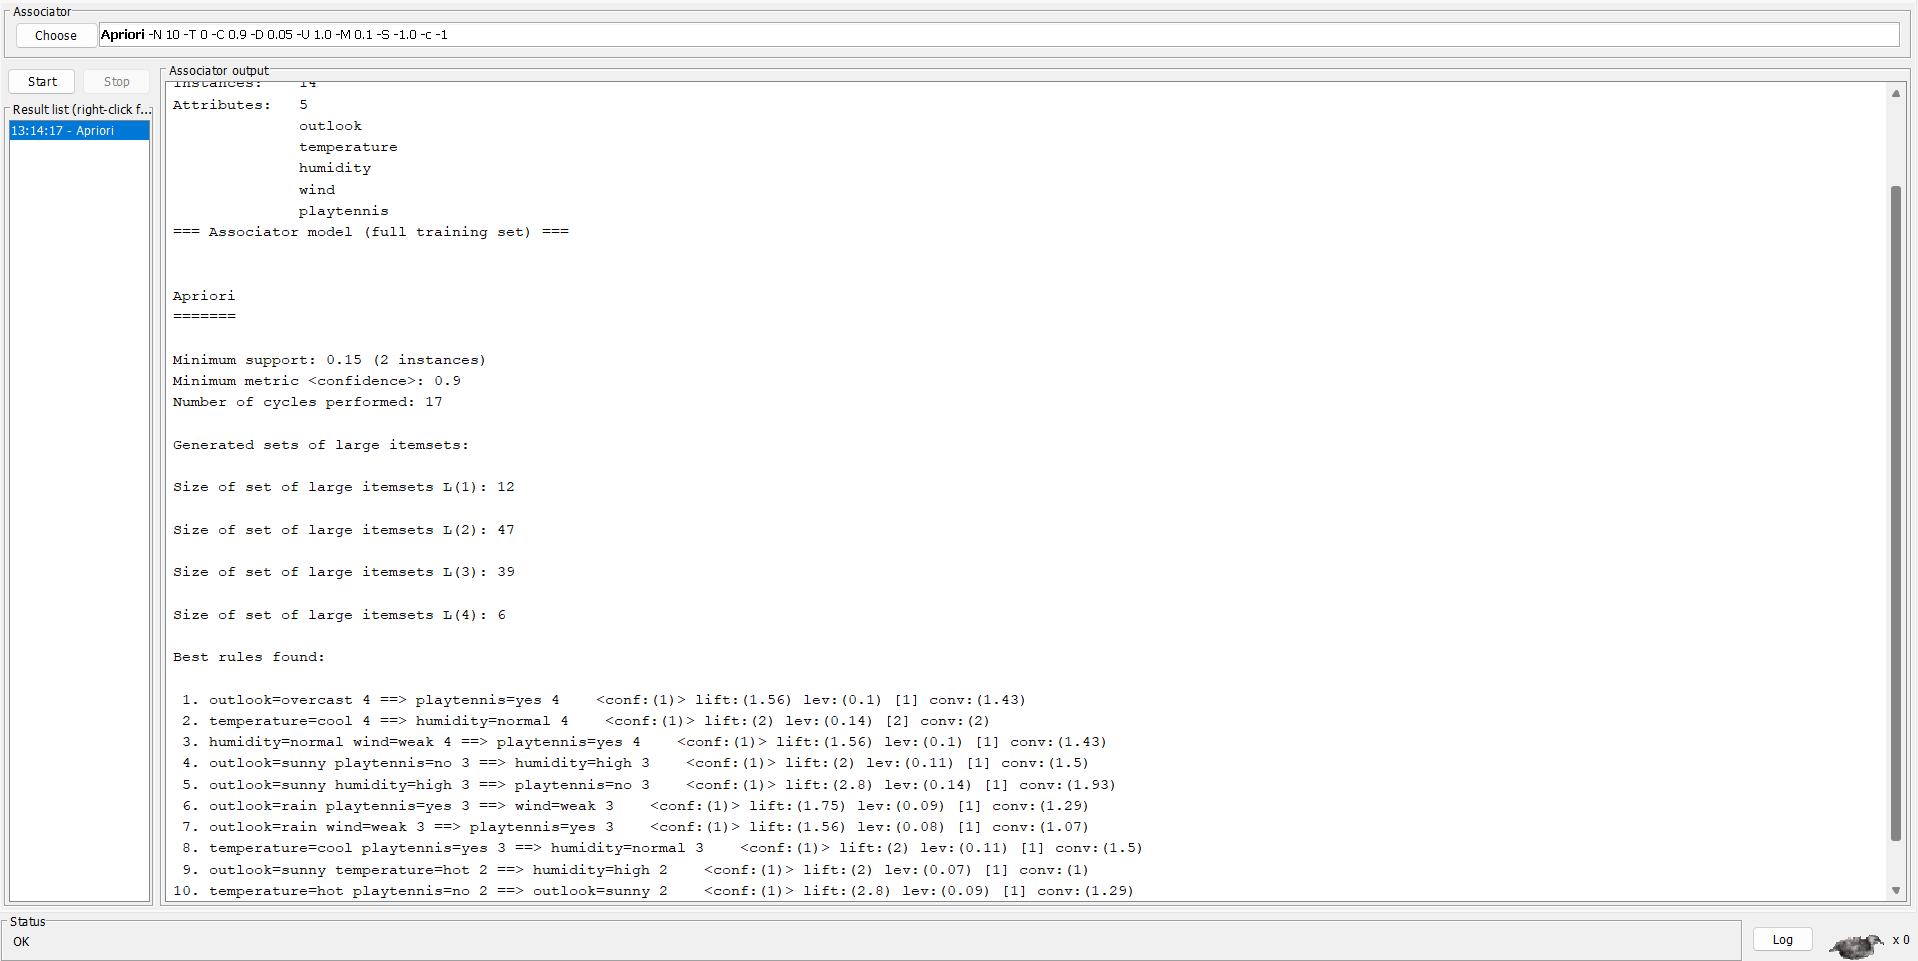 Associator
Choose
Apriori -N 10 -T 0 -C 0.9 -D 0.05 -U 1.0 -M 0.1 -S -1.0 -c -1
Start
Stop
Result list (right-click f...
13:14:17 - Apriori
Associator output
Instances: 14
Attributes: 5
outlook
temperature
humidity
wind
playtennis
=== Associator model (full training set) ===
Apriori
=======
Minimum support: 0.15 (2 instances)
Minimum metric <confidence>: 0.9
Number of cycles performed: 17
Generated sets of large itemsets:
Size of set of large itemsets L(1): 12
Size of set of large itemsets L(2): 47
Size of set of large itemsets L(3): 39
Size of set of large itemsets L(4): 6
Best rules found:
1. outlook=overcast 4 ==> playtennis=yes 4 <conf:(1)> lift:(1.56) lev:(0.1) [1] conv:(1.43)
2. temperature=cool 4 ==> humidity=normal 4 <conf:(1)> lift:(2) lev:(0.14) [2] conv:(2)
3. humidity=normal wind=weak 4 ==> playtennis=yes 4 <conf:(1)> lift:(1.56) lev:(0.1) [1] conv:(1.43)
4. outlook=sunny playtennis=no 3 ==> humidity=high 3 <conf:(1)> lift:(2) lev:(0.11) [1] conv:(1.5)
5. outlook=sunny humidity=high 3 ==> playtennis=no 3 <conf:(1)> lift:(2.8) lev:(0.14) [1] conv:(1.93)
6. outlook=rain playtennis=yes 3 ==> wind=weak 3 <conf:(1)> lift:(1.75) lev:(0.09) [1] conv:(1.29)
7. outlook=rain wind=weak 3 ==> playtennis=yes 3 <conf:(1)> lift:(1.56) lev:(0.08) [1] conv:(1.07)
8. temperature=cool playtennis=yes 3 ==> humidity=normal 3 <conf:(1)> lift:(2) lev:(0.11) [1] conv:(1.5)
9. outlook=sunny temperature=hot 2 ==> humidity=high 2 <conf:(1)> lift:(2) lev:(0.07) [1] conv:(1)
10. temperature=hot playtennis=no 2 ==> outlook=sunny 2 <conf:(1)> lift:(2.8) lev:(0.09) [1] conv:(1.29)
Status
OK
Log
x 0